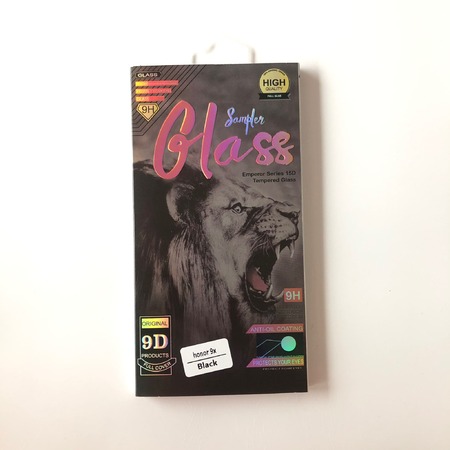 GLASS
9H
HIGH
QUALITY
Sampler
Glass
Emperor Series 15D
Tempered Glass
9H
ORIGINAL
9D
PRODUCTS
FULL COVER
honor 9x
Black
ANTI-OIL COATING
PROTECTS YOUR EYES